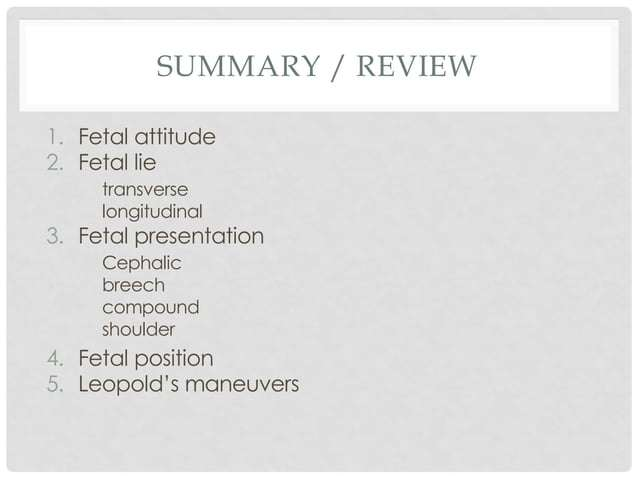 SUMMARY / REVIEW
1. Fetal attitude
2. Fetal lie
transverse
longitudinal
3. Fetal presentation
Cephalic
breech
compound
shoulder
4. Fetal position
5. Leopold’s maneuvers